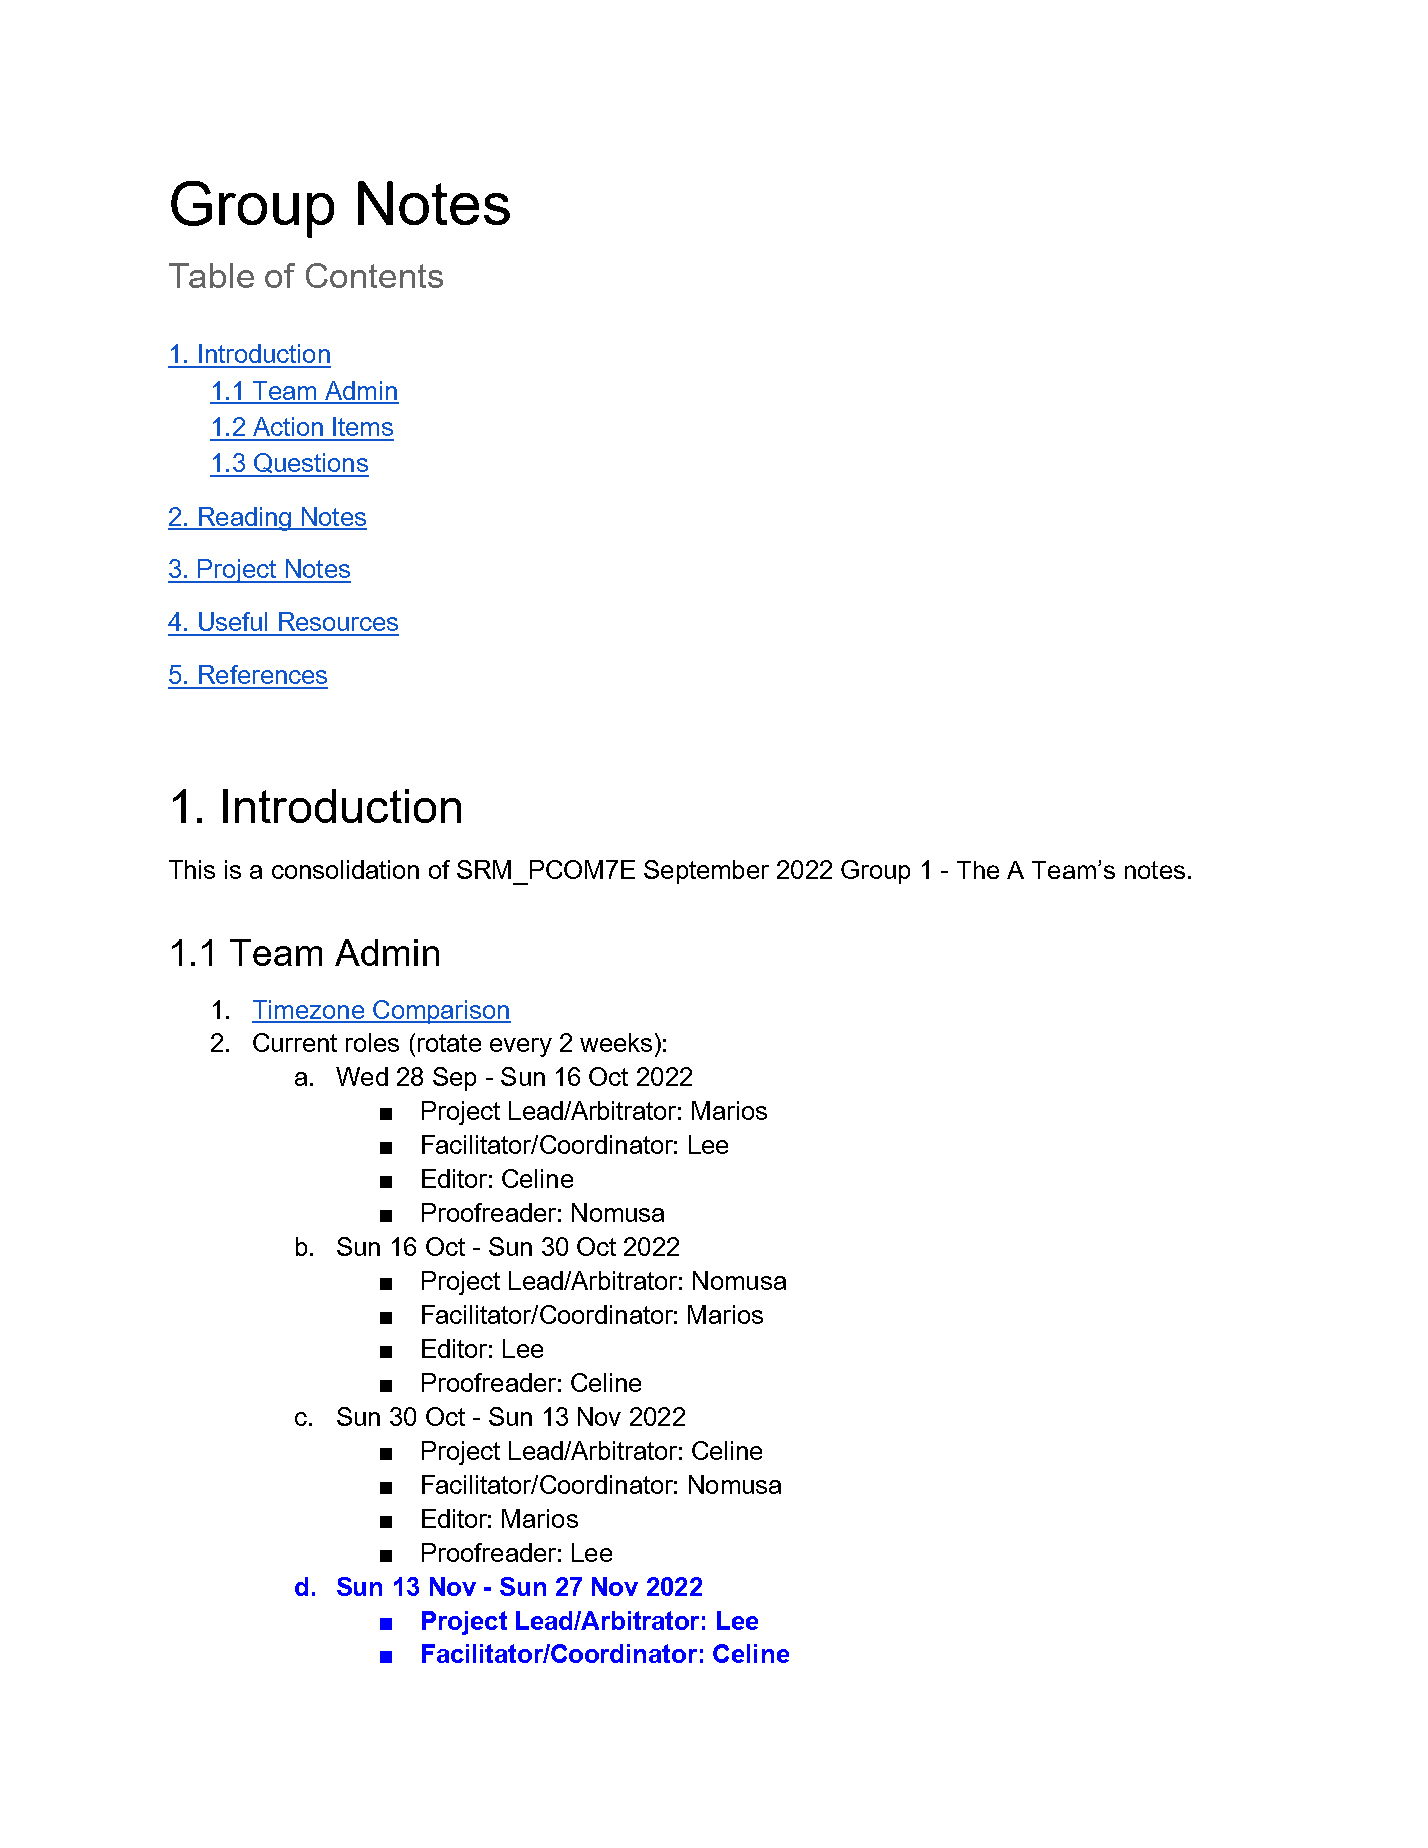 Group Notes
Table of Contents
1. Introduction
1.1 Team Admin
1.2 Action Items
1.3 Questions
2. Reading Notes
3. Project Notes
4. Useful Resources
5. References
1. Introduction
This is a consolidation of SRM_PCOM7E September 2022 Group 1 - The A Team’s notes.
1.1 Team Admin
1. Timezone Comparison
2. Current roles (rotate every 2 weeks):
a. Wed 28 Sep - Sun 16 Oct 2022
■ Project Lead/Arbitrator: Marios
■ Facilitator/Coordinator: Lee
■ Editor: Celine
■ Proofreader: Nomusa
b. Sun 16 Oct - Sun 30 Oct 2022
■ Project Lead/Arbitrator: Nomusa
■ Facilitator/Coordinator: Marios
■ Editor: Lee
■ Proofreader: Celine
c. Sun 30 Oct - Sun 13 Nov 2022
■ Project Lead/Arbitrator: Celine
■ Facilitator/Coordinator: Nomusa
■ Editor: Marios
■ Proofreader: Lee
d. Sun 13 Nov - Sun 27 Nov 2022
■ Project Lead/Arbitrator: Lee
■ Facilitator/Coordinator: Celine